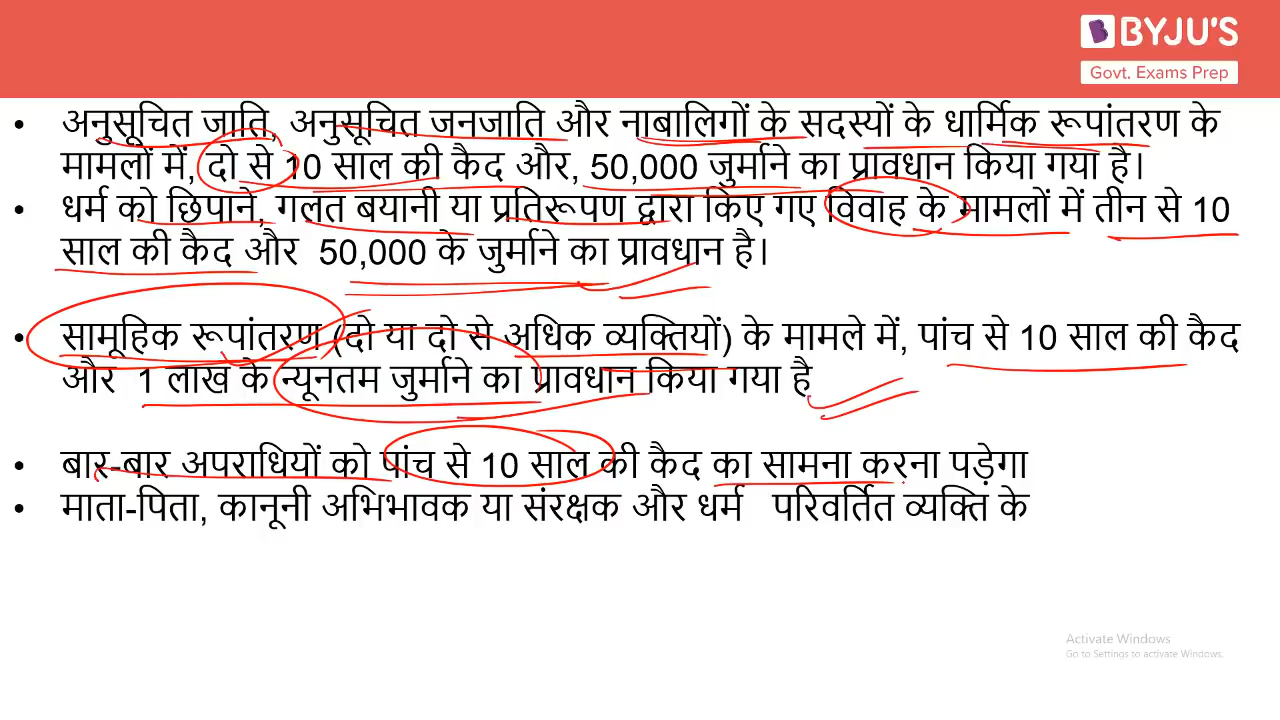 BYJU'S
Govt. Exams Prep
• अनुसूचित जाति, अनुसूचित जनजाति और नाबालिगों के सदस्यों के धार्मिक रूपांतरण के
मामलों में, दो से 10 साल की कैद और, 50,000 जुर्माने का प्रावधान किया गया है।
• धर्म को छिपाने, गलत बयानी या प्रतिरूपण द्वारा किए गए विवाह के मामलों में तीन से 10
साल की कैद और 50,000 के जुर्माने का प्रावधान है।
• सामूहिक रूपांतरण (दो या दो से अधिक व्यक्तियों) के मामले में, पांच से 10 साल की कैद
और 1 लाख के न्यूनतम जुर्माने का प्रावधान किया गया है
• बार-बार अपराधियों को पांच से 10 साल की कैद का सामना करना पड़ेगा
• माता-पिता, कानूनी अभिभावक या संरक्षक और धर्म परिवर्तित व्यक्ति के
Activate Windows
Go to Settings to activate Windows.